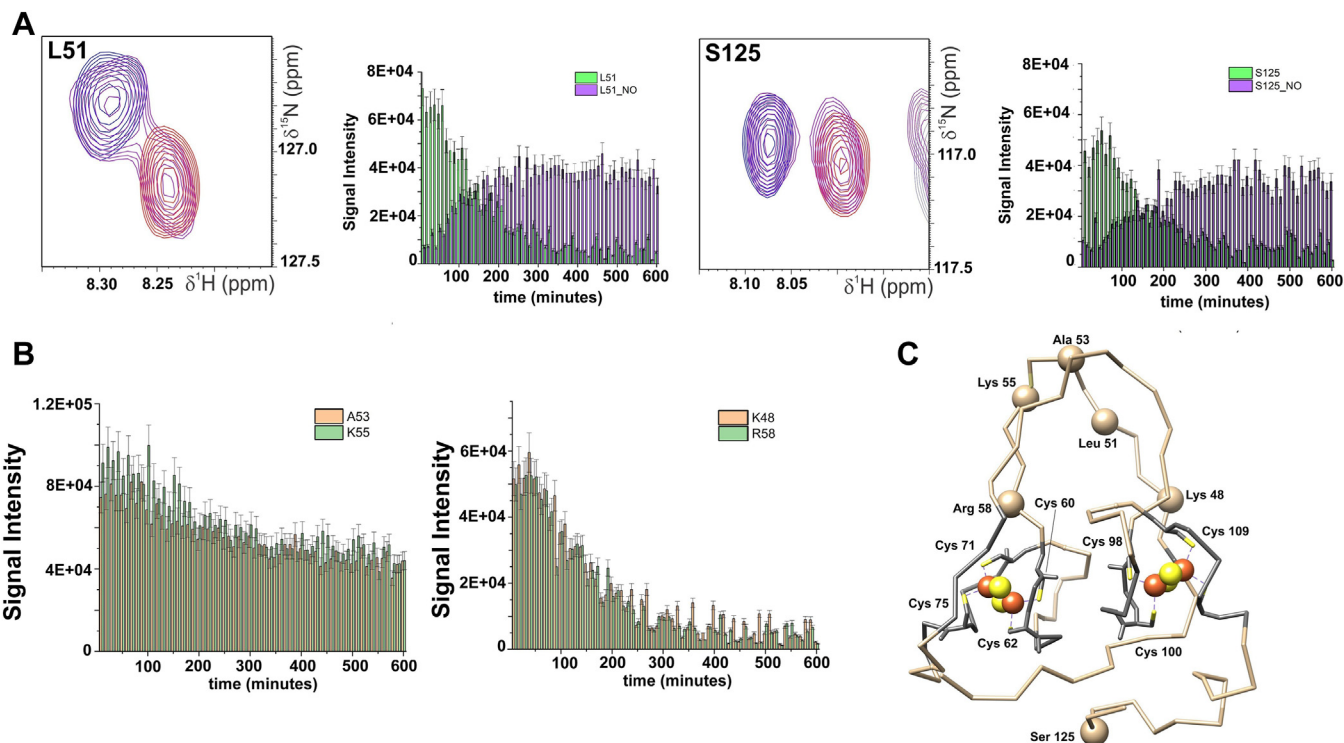 A
L51
127.0
127.5
8.30
8.25
δ¹H (ppm)
δ¹⁵N (ppm)
8E+04
6E+04
4E+04
2E+04
0
Signal Intensity
L51
L51_NO
100 200 300 400 500 600
time (minutes)
S125
117.0
117.5
8.10 8.05
δ¹H (ppm)
δ¹⁵N (ppm)
8E+04
6E+04
4E+04
2E+04
0
Signal Intensity
S125
S125_NO
100 200 300 400 500 600
time (minutes)
B
1.2E+05
8E+04
4E+04
0
Signal Intensity
A53
K55
100 200 300 400 500 600
time (minutes)
6E+04
4E+04
2E+04
0
Signal Intensity
K48
R58
100 200 300 400 500 600
time (minutes)
C
Ala 53
Lys 55
Leu 51
Lys 48
Arg 58
Cys 60
Cys 98
Cys 109
Cys 71
Cys 75
Cys 62
Cys 100
Ser 125